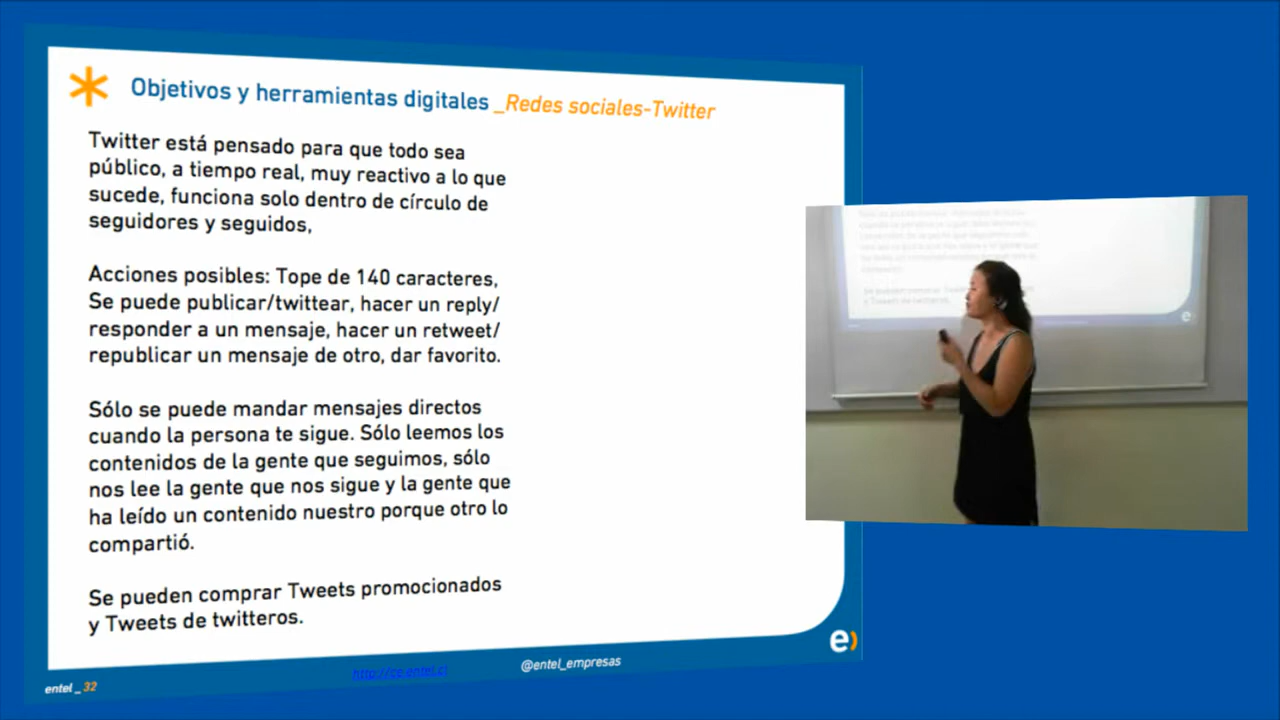 Objetivos y herramientas digitales _Redes sociales-Twitter
Twitter está pensado para que todo sea
público, a tiempo real, muy reactivo a lo que
sucede, funciona solo dentro de círculo de
seguidores y seguidos,
Acciones posibles: Tope de 140 caracteres,
Se puede publicar/twittear, hacer un reply/
responder a un mensaje, hacer un retweet/
republicar un mensaje de otro, dar favorito.
Sólo se puede mandar mensajes directos
cuando la persona te sigue. Sólo leemos los
contenidos de la gente que seguimos, sólo
nos lee la gente que nos sigue y la gente que
ha leído un contenido nuestro porque otro lo
compartió.
Se pueden comprar Tweets promocionados
y Tweets de twitteros.
e)
entel _ 32
http://ce.entel.cl
@entel_empresas